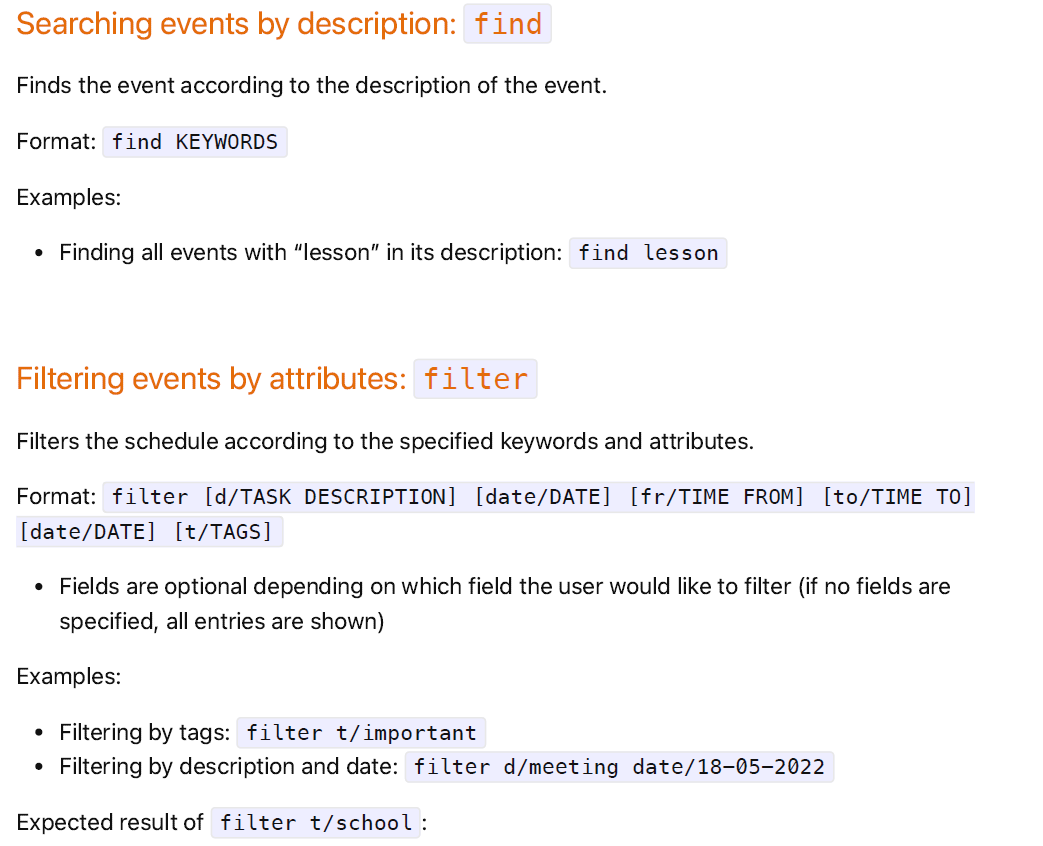 Searching events by description: find
Finds the event according to the description of the event.
Format: find KEYWORDS
Examples:
• Finding all events with “lesson” in its description: find lesson
Filtering events by attributes: filter
Filters the schedule according to the specified keywords and attributes.
Format: filter [d/TASK DESCRIPTION] [date/DATE] [fr/TIME FROM] [to/TIME TO]
[date/DATE] [t/TAGS]
• Fields are optional depending on which field the user would like to filter (if no fields are
specified, all entries are shown)
Examples:
• Filtering by tags: filter t/important
• Filtering by description and date: filter d/meeting date/18-05-2022
Expected result of filter t/school: